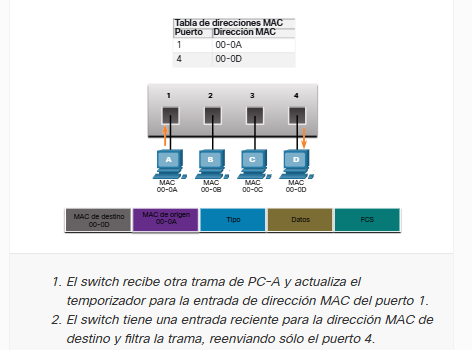 Tabla de direcciones MAC
Puerto Dirección MAC
1 00-0A
4 00-0D
1 2 3 4
A B C D
MAC MAC MAC MAC
00-0A 00-0B 00-0C 00-0D
MAC de destino 00-0D
MAC de origen 00-0A
Tipo
Datos
FCS
1. El switch recibe otra trama de PC-A y actualiza el
temporizador para la entrada de dirección MAC del puerto 1.
2. El switch tiene una entrada reciente para la dirección MAC de
destino y filtra la trama, reenviando sólo el puerto 4.